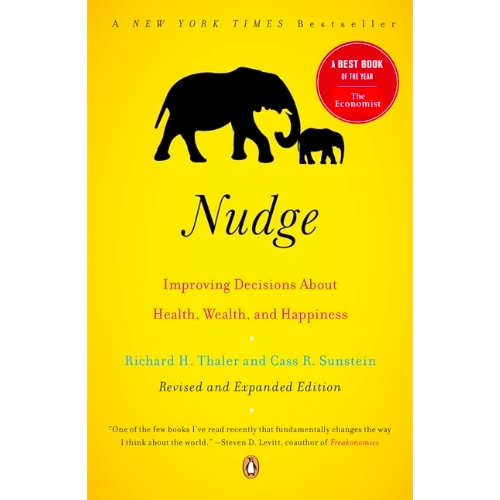 A NEW YORK TIMES Bestseller
A BEST BOOK
OF THE YEAR
The
Economist
Nudge
Improving Decisions About
Health, Wealth, and Happiness
Richard H. Thaler and Cass R. Sunstein
Revised and Expanded Edition
"One of the few books I've read recently that fundamentally changes the way
I think about the world."—Steven D. Levitt, coauthor of Freakonomics